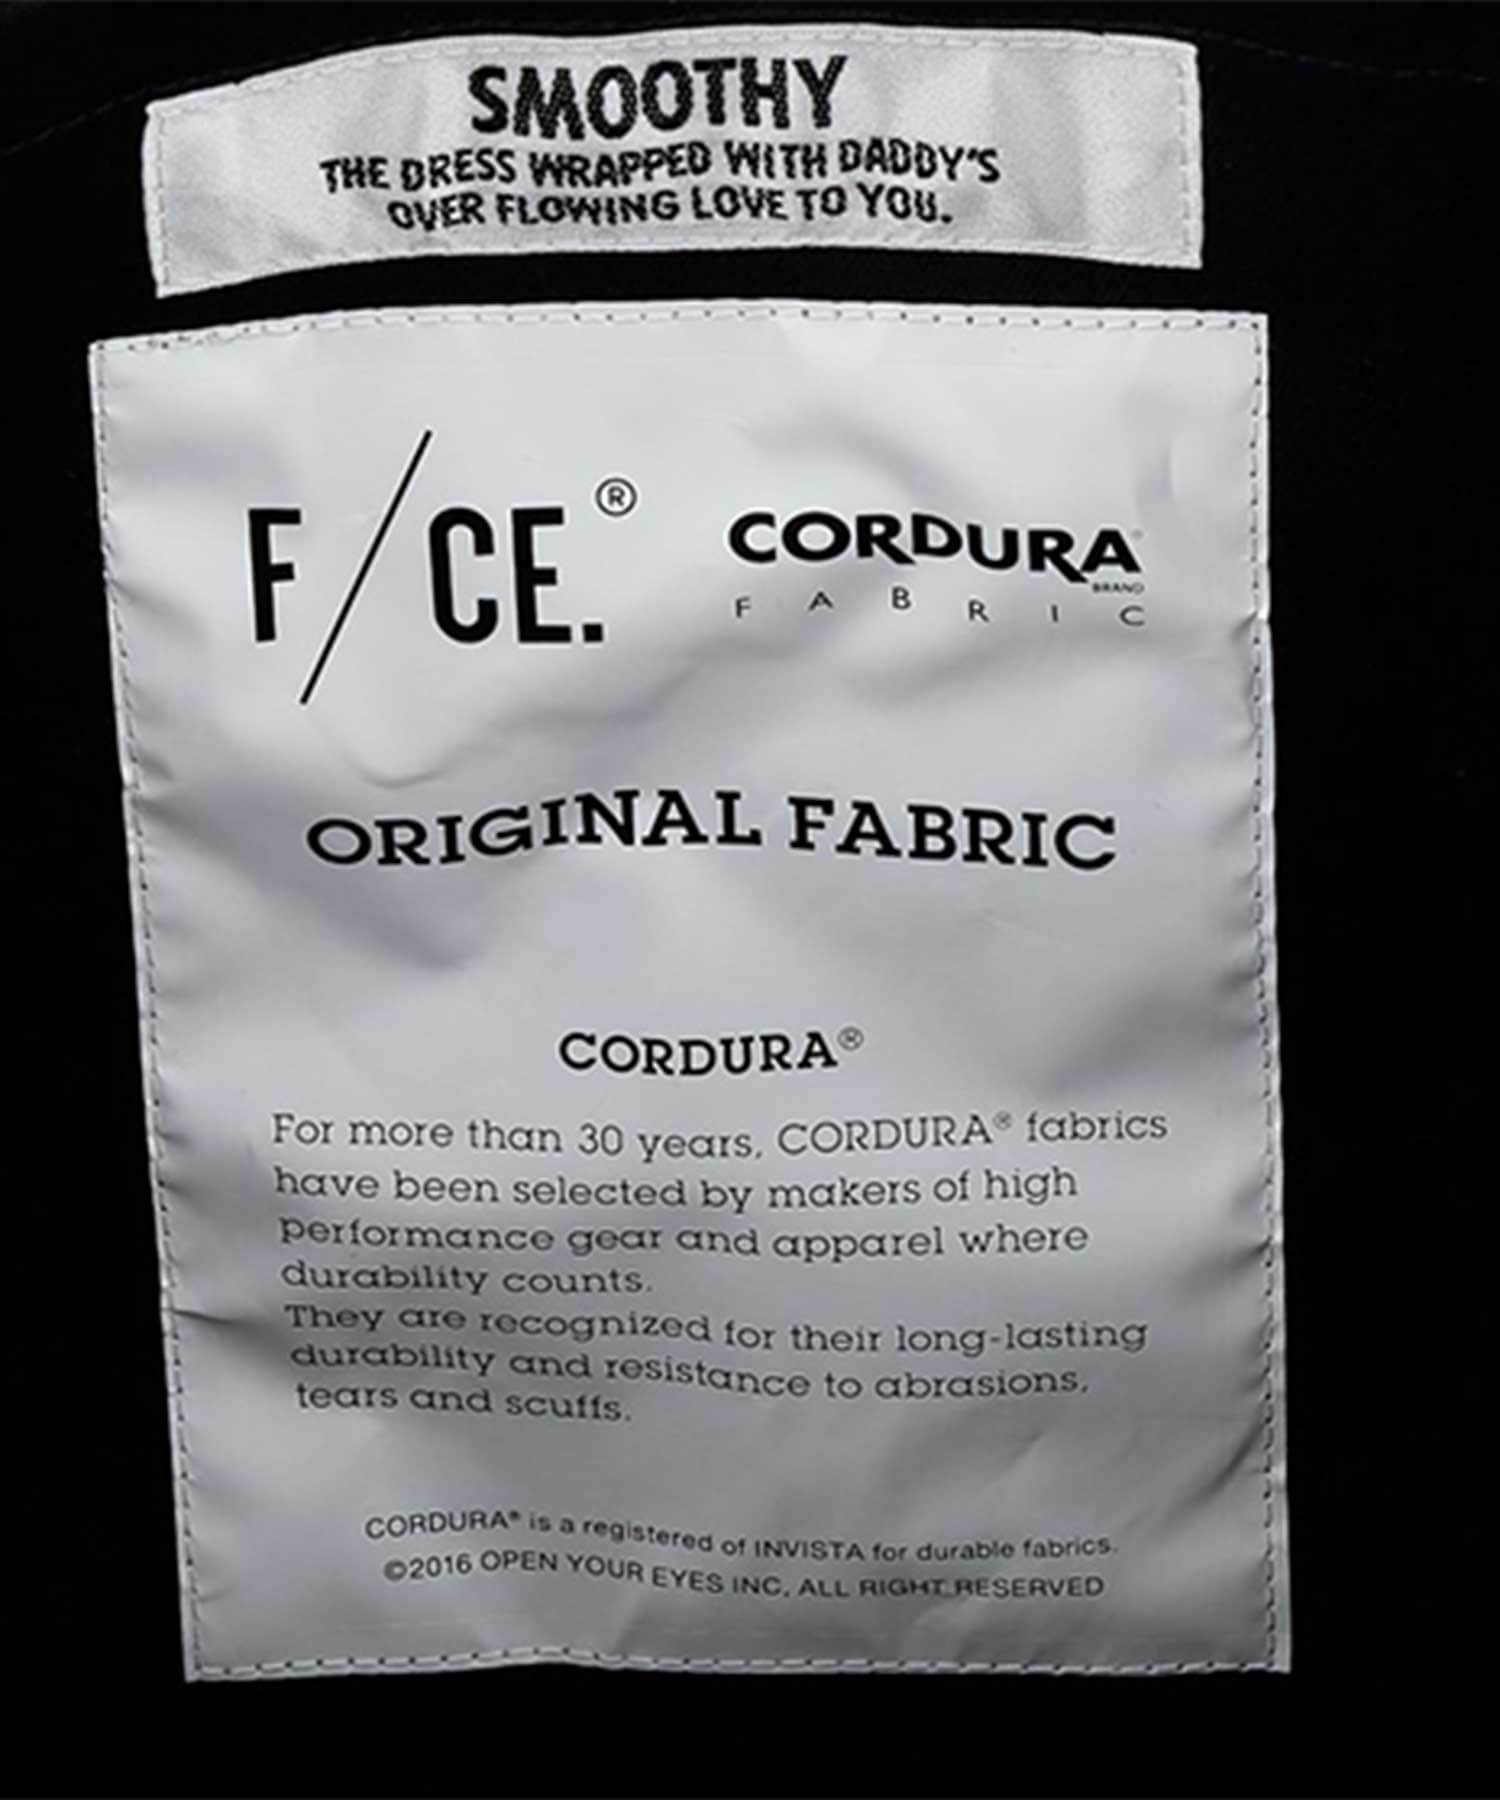 SMOOTHY
THE DRESS WRAPPED WITH DADDY'S
OVER FLOWING LOVE TO YOU.
F/CE.®
CORDURA
BRAND
FABRIC
ORIGINAL FABRIC
CORDURA®
For more than 30 years, CORDURA® fabrics
have been selected by makers of high
performance gear and apparel where
durability counts.
They are recognized for their long-lasting
durability and resistance to abrasions,
tears and scuffs.
CORDURA® is a registered of INVISTA for durable fabrics.
©2016 OPEN YOUR EYES INC. ALL RIGHT RESERVED